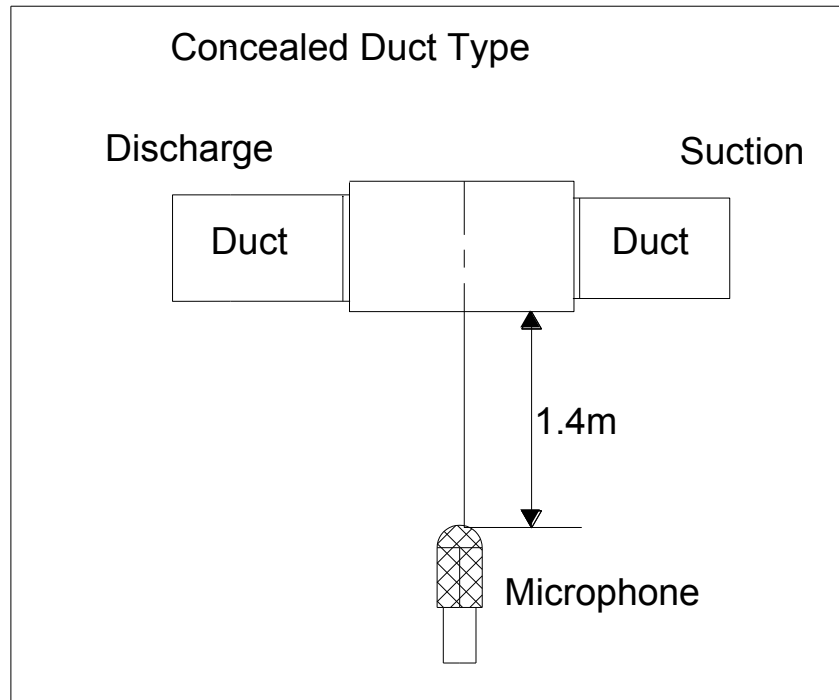 Concealed Duct Type
Discharge
Suction
Duct
Duct
1.4m
Microphone